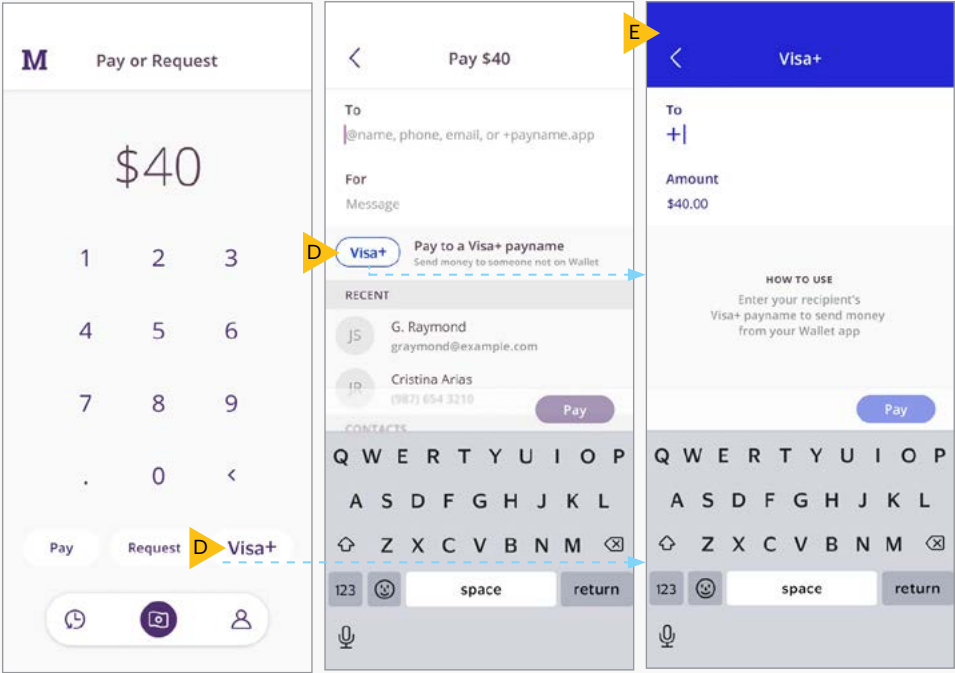 M Pay or Request
$40
1 2 3
4 5 6
7 8 9
. 0 <
Pay Request D Visa+
Pay $40
To
@name, phone, email, or +payname.app
For
Message
D Visa+ Pay to a Visa+ payname
Send money to someone not on Wallet
RECENT
JS G. Raymond
graymond@example.com
JR Cristina Arias
(987) 654 3210
Pay
CONTACTS
Q W E R T Y U I O P
A S D F G H J K L
Z X C V B N M
123 space return
E
Visa+
To
+
Amount
$40.00
HOW TO USE
Enter your recipient's
Visa+ payname to send money
from your Wallet app
Pay
Q W E R T Y U I O P
A S D F G H J K L
Z X C V B N M
123 space return